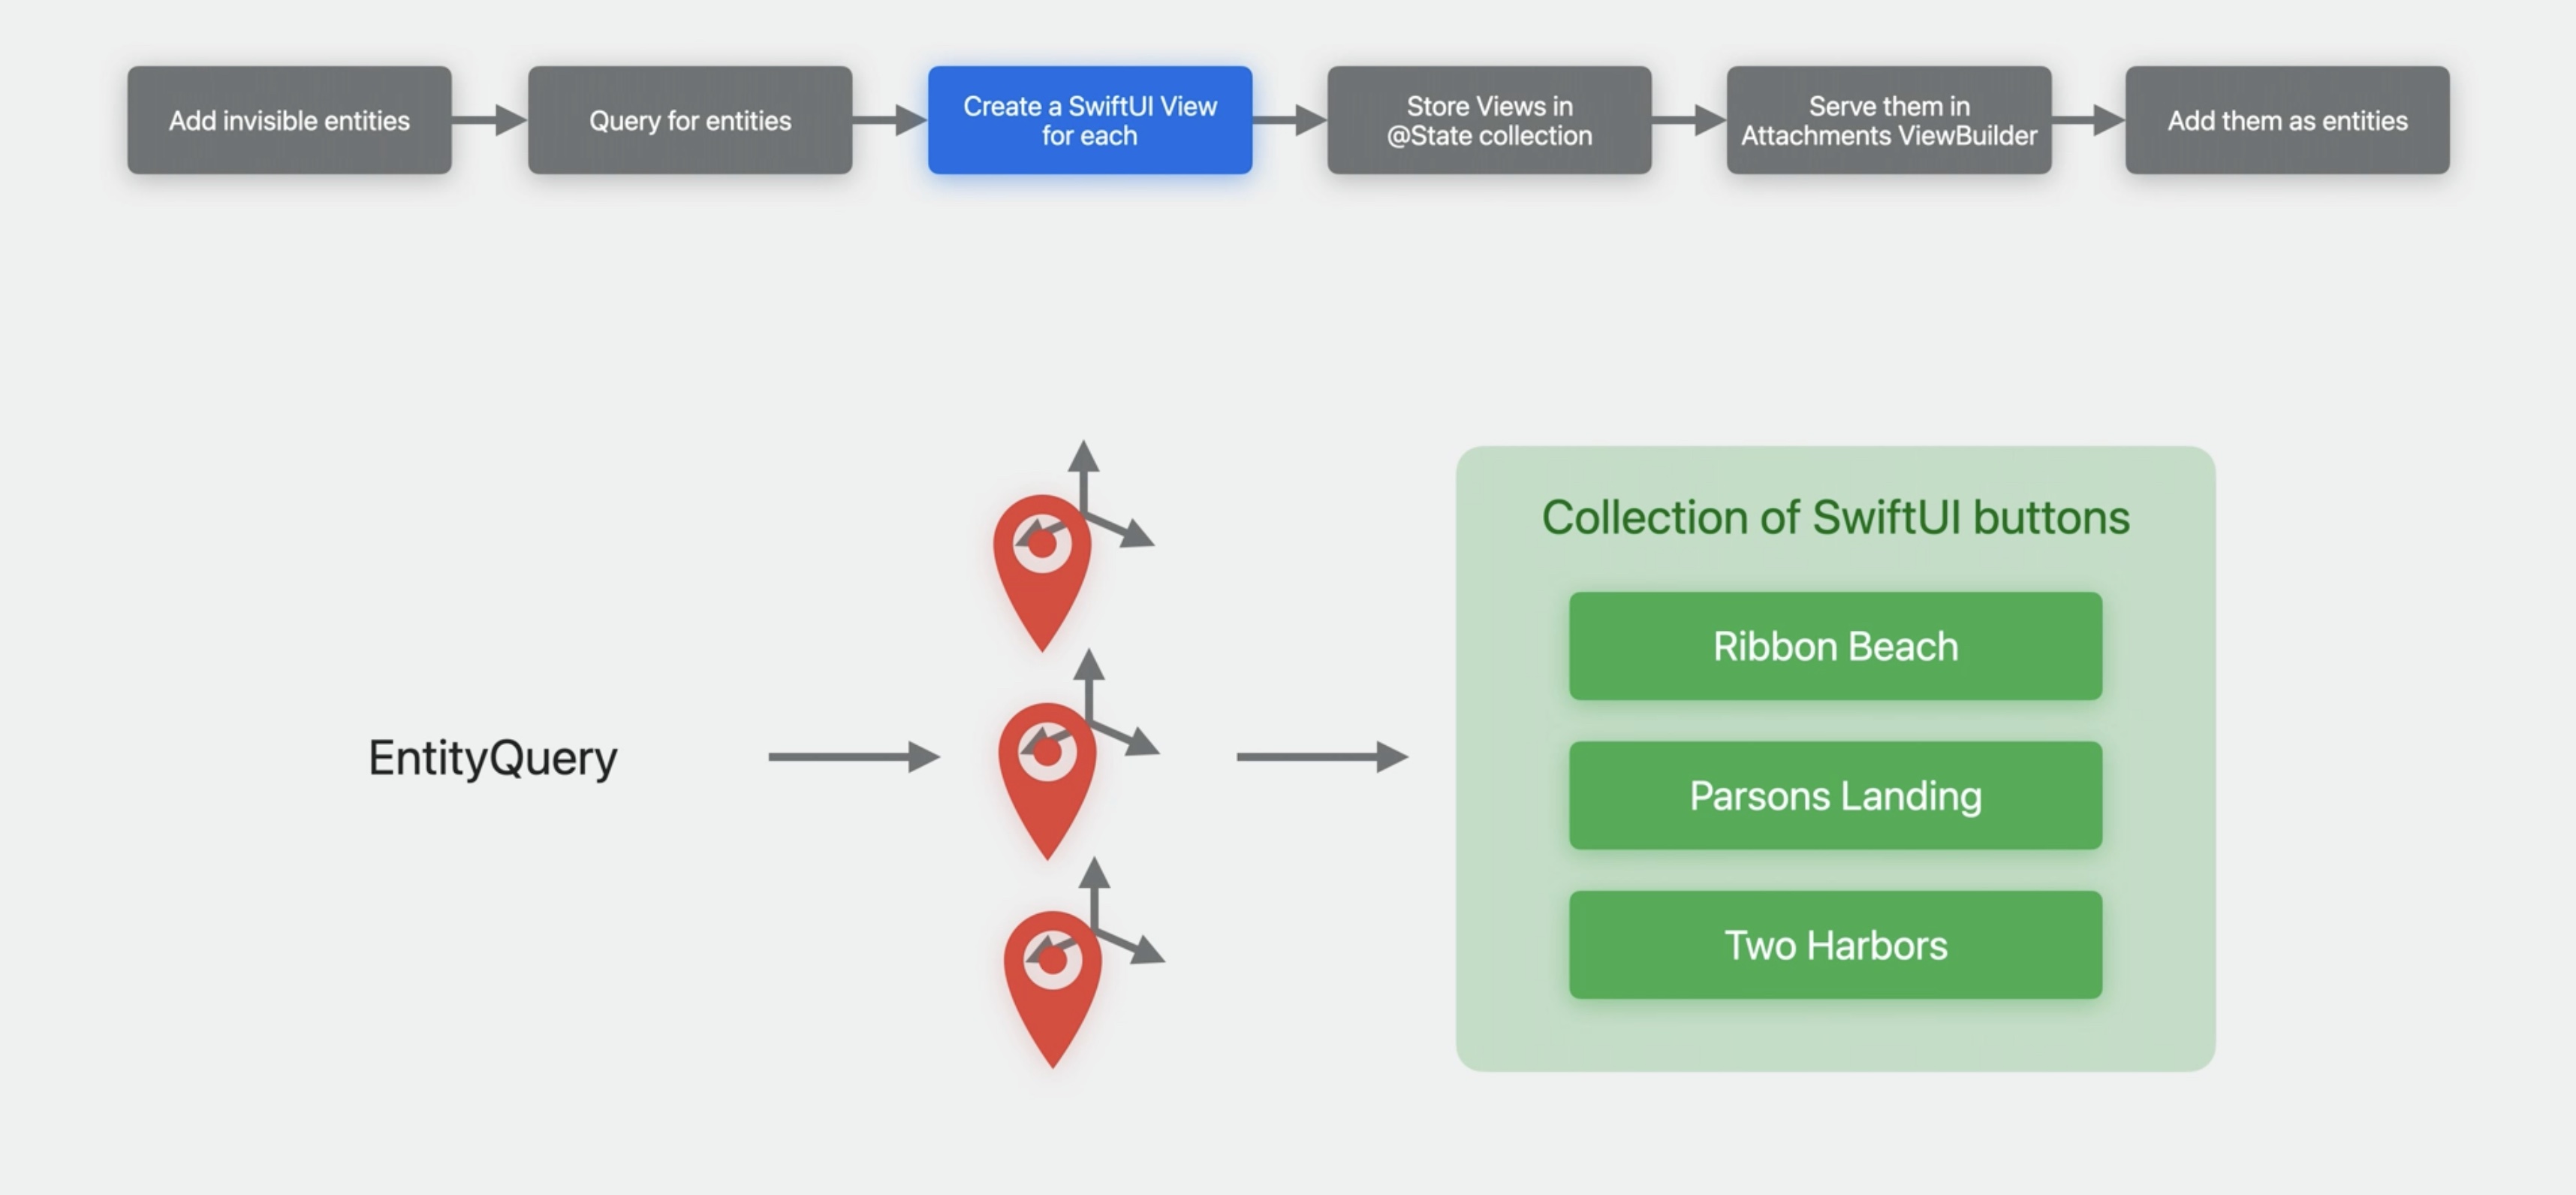 Add invisible entities
Query for entities
Create a SwiftUI View
for each
Store Views in
@State collection
Serve them in
Attachments ViewBuilder
Add them as entities
EntityQuery
Collection of SwiftUI buttons
Ribbon Beach
Parsons Landing
Two Harbors